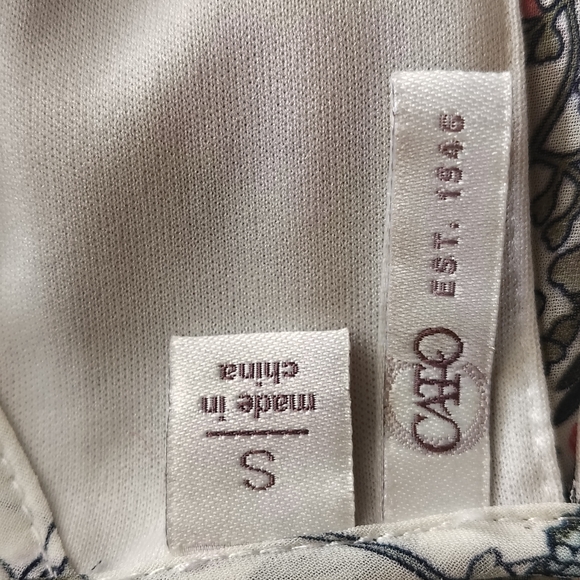 CATO EST. 1946
S
made in
china